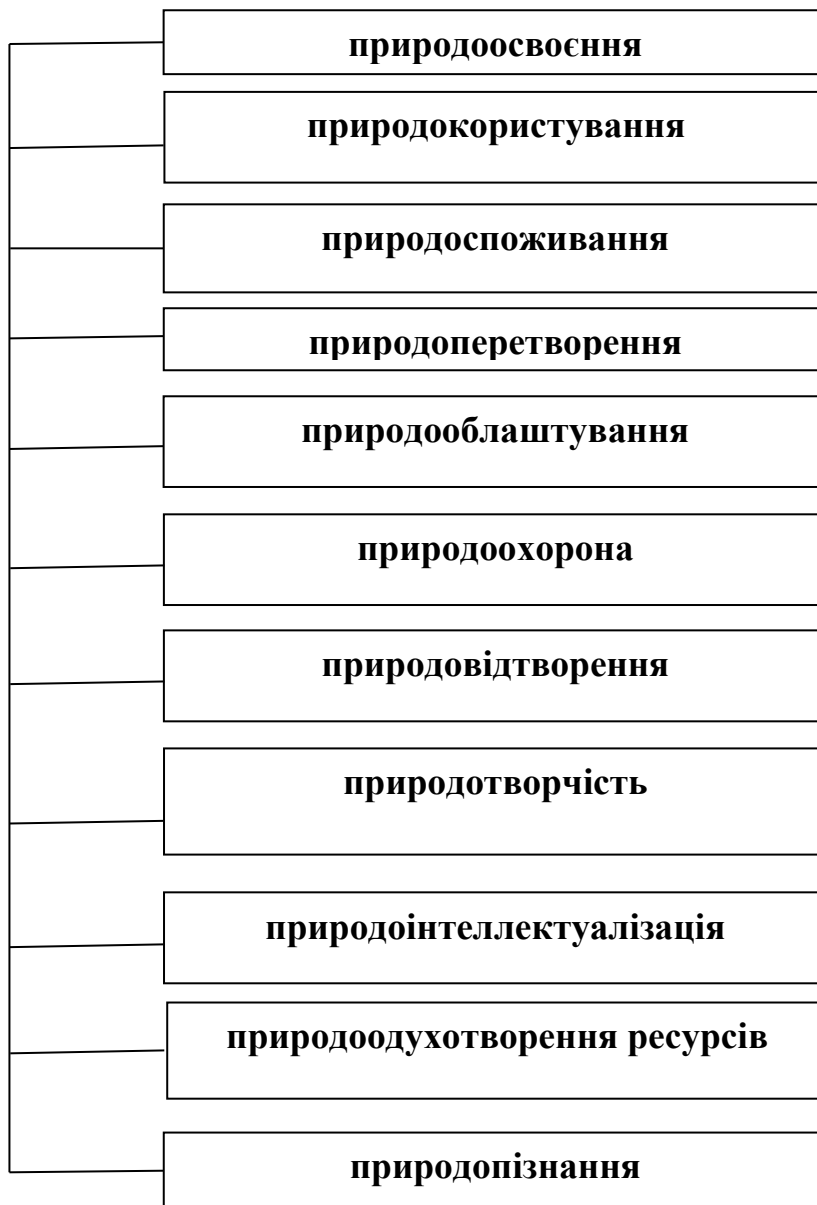 природоосвоєння
природокористування
природоспоживання
природоперетворення
природооблаштування
природоохорона
природовідтворення
природотворчість
природоінтеллектуалізація
природоодухотворення ресурсів
природопізнання